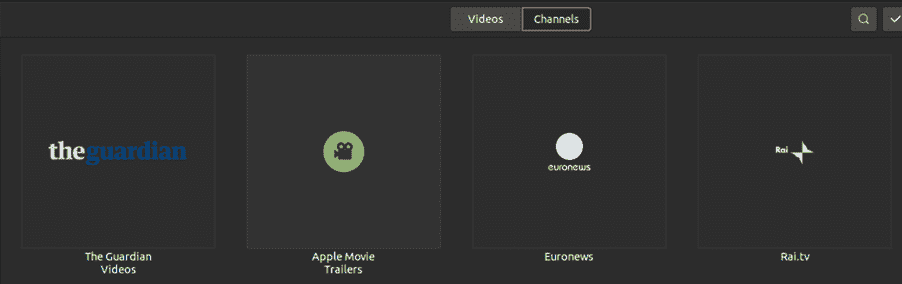 Videos
Channels
theguardian
euronews
Rai
The Guardian
Videos
Apple Movie
Trailers
Euronews
Rai.tv